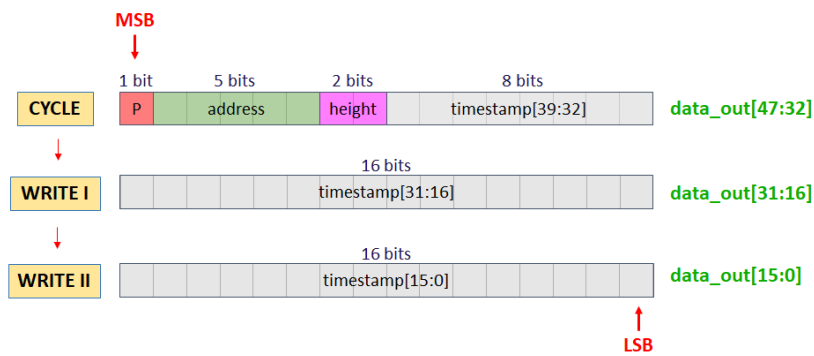 MSB
1 bit 5 bits 2 bits 8 bits
CYCLE P address height timestamp[39:32] data_out[47:32]
16 bits
WRITE I timestamp[31:16] data_out[31:16]
16 bits
WRITE II timestamp[15:0] data_out[15:0]
LSB